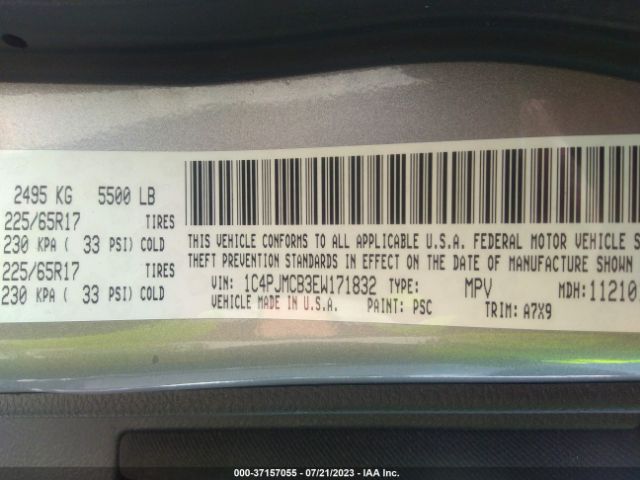 2495 KG 5500 LB
225/65R17 TIRES
230 KPA ( 33 PSI) COLD
225/65R17 TIRES
230 KPA ( 33 PSI) COLD
THIS VEHICLE CONFORMS TO ALL APPLICABLE U.S.A. FEDERAL MOTOR VEHICLE S
THEFT PREVENTION STANDARDS IN EFFECT ON THE DATE OF MANUFACTURE SHOWN
VIN: 1C4PJMCB3EW171832 TYPE: MPV MDH: 11210
VEHICLE MADE IN U.S.A. PAINT: PSC TRIM: A7X9
000-37157055 - 07/21/2023 - IAA Inc.